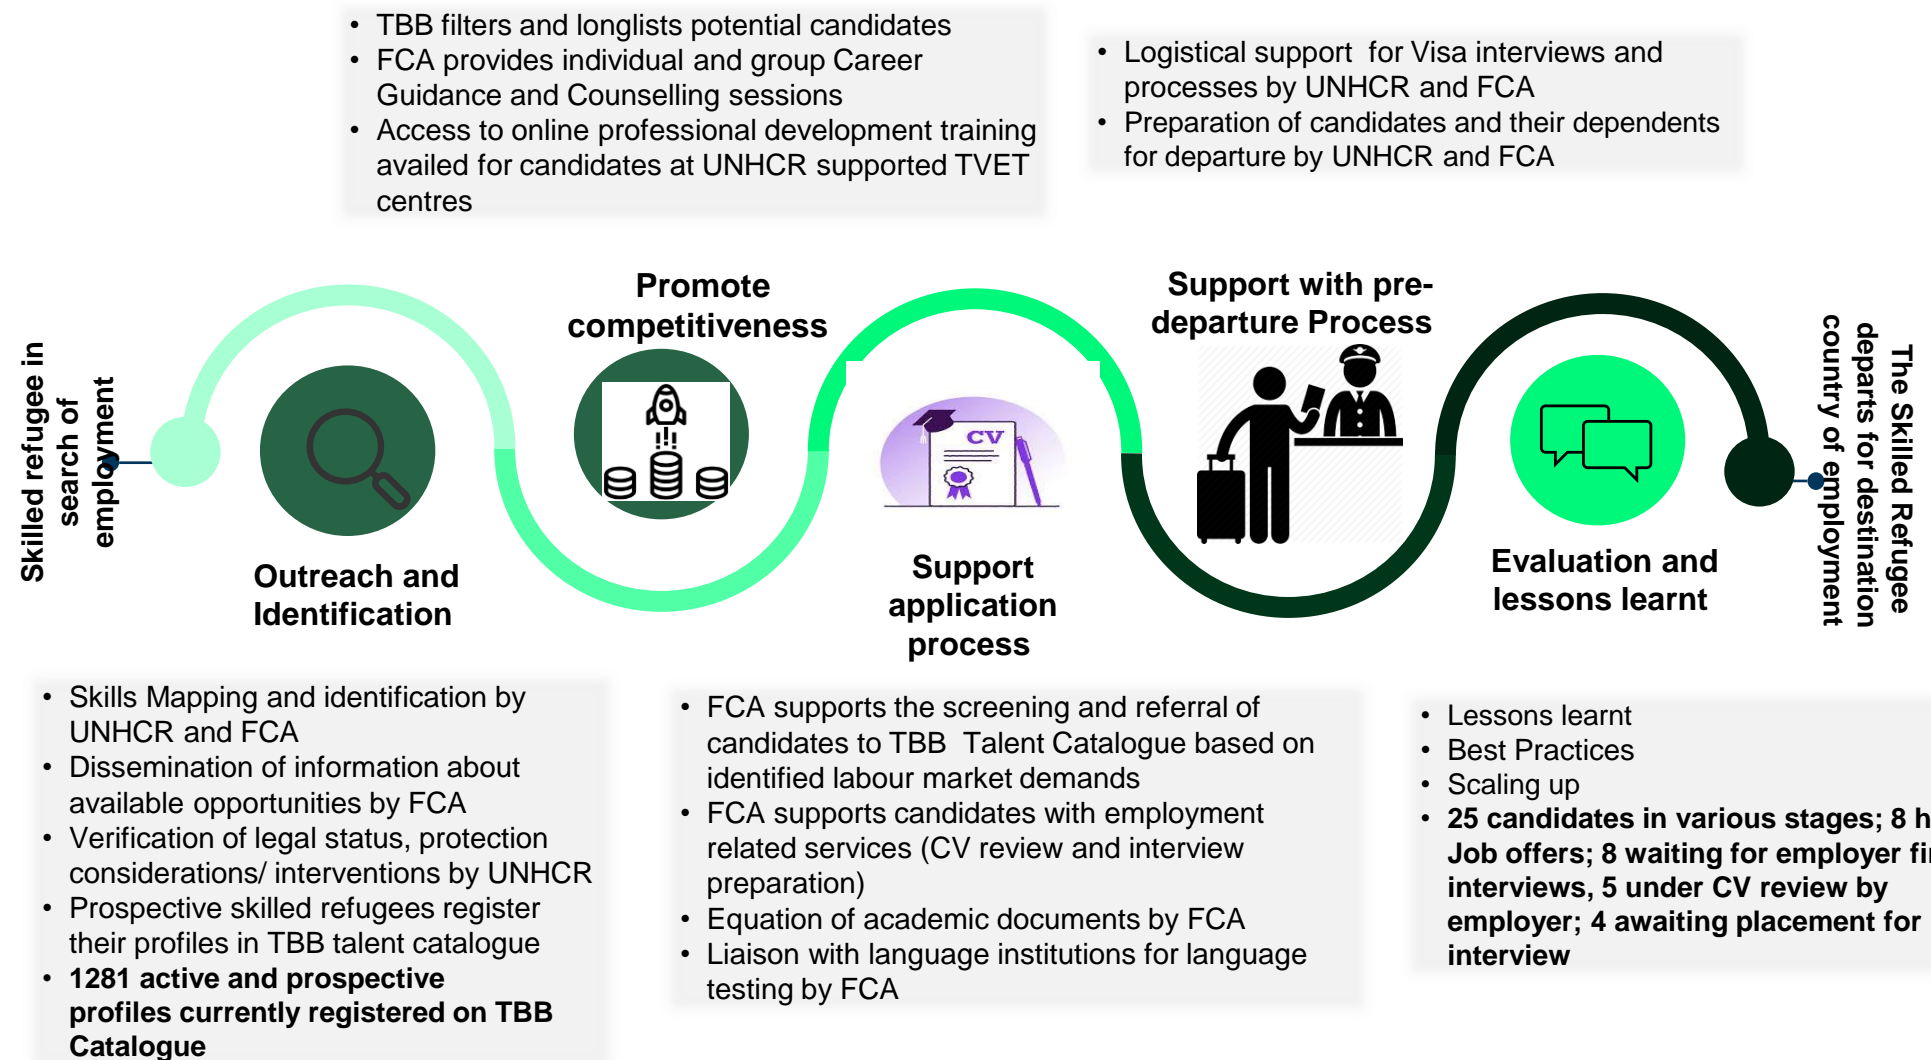 • TBB filters and longlists potential candidates
• FCA provides individual and group Career
Guidance and Counselling sessions
• Access to online professional development training
availed for candidates at UNHCR supported TVET
centres
• Logistical support for Visa interviews and
processes by UNHCR and FCA
• Preparation of candidates and their dependents
for departure by UNHCR and FCA
Skilled refugee in
search of
employment
Outreach and
Identification
Promote
competitiveness
CV
Support
application
process
Support with pre-
departure Process
Evaluation and
lessons learnt
The Skilled Refugee
departs for destination
country of employment
• Skills Mapping and identification by
UNHCR and FCA
• Dissemination of information about
available opportunities by FCA
• Verification of legal status, protection
considerations/ interventions by UNHCR
• Prospective skilled refugees register
their profiles in TBB talent catalogue
• 1281 active and prospective
profiles currently registered on TBB
Catalogue
• FCA supports the screening and referral of
candidates to TBB Talent Catalogue based on
identified labour market demands
• FCA supports candidates with employment
related services (CV review and interview
preparation)
• Equation of academic documents by FCA
• Liaison with language institutions for language
testing by FCA
• Lessons learnt
• Best Practices
• Scaling up
• 25 candidates in various stages; 8
Job offers; 8 waiting for employer
interviews, 5 under CV review by
employer; 4 awaiting placement for
interview